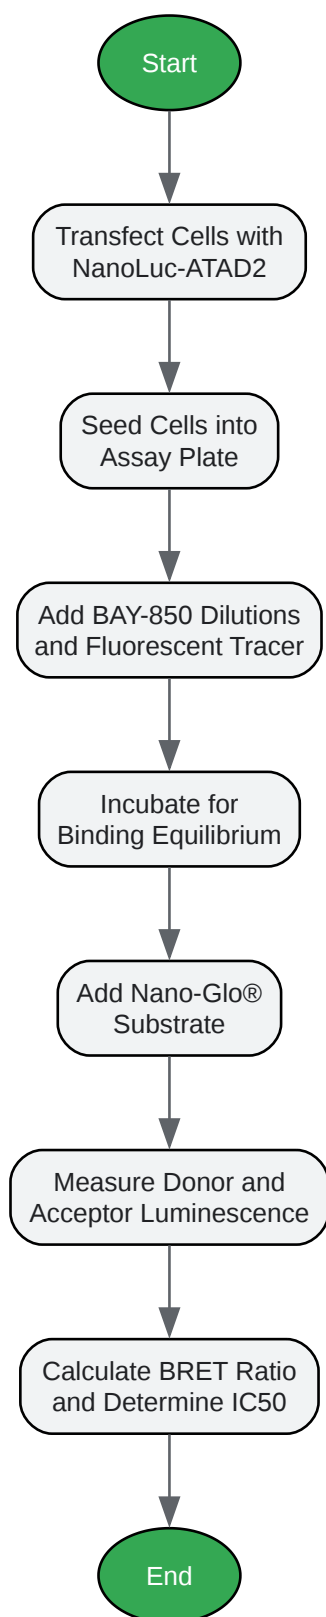 Start
Transfect Cells with
NanoLuc-ATAD2
Seed Cells into
Assay Plate
Add BAY-850 Dilutions
and Fluorescent Tracer
Incubate for
Binding Equilibrium
Add Nano-Glo®
Substrate
Measure Donor and
Acceptor Luminescence
Calculate BRET Ratio
and Determine IC50
End